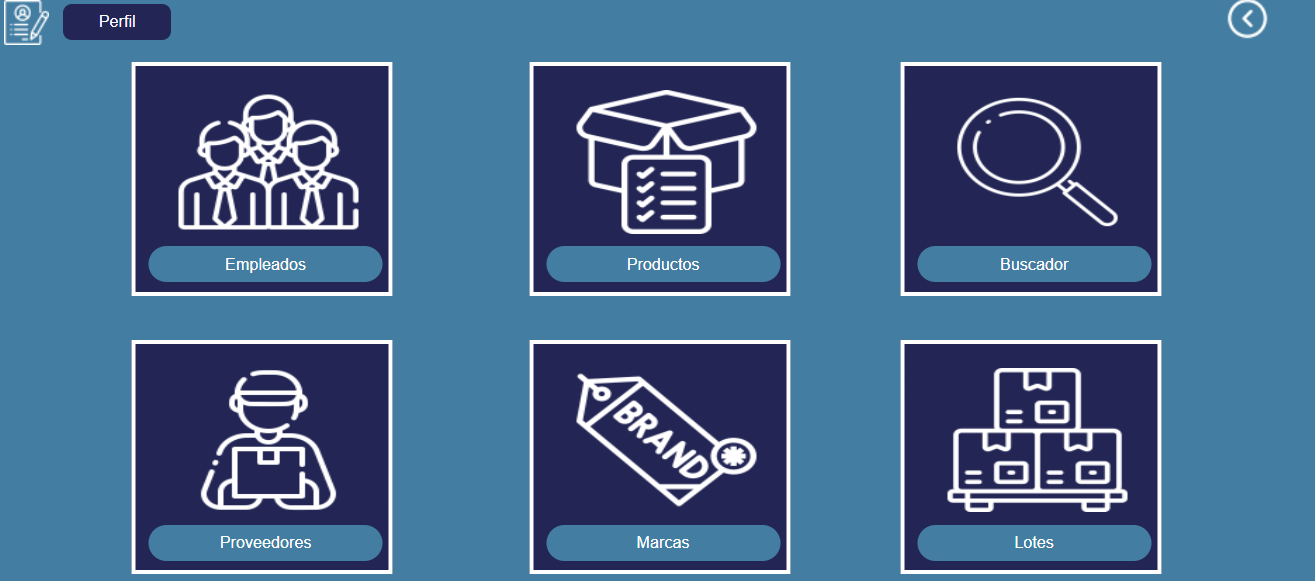 Perfil
Empleados
Productos
Buscador
BRAND
Proveedores
Marcas
Lotes